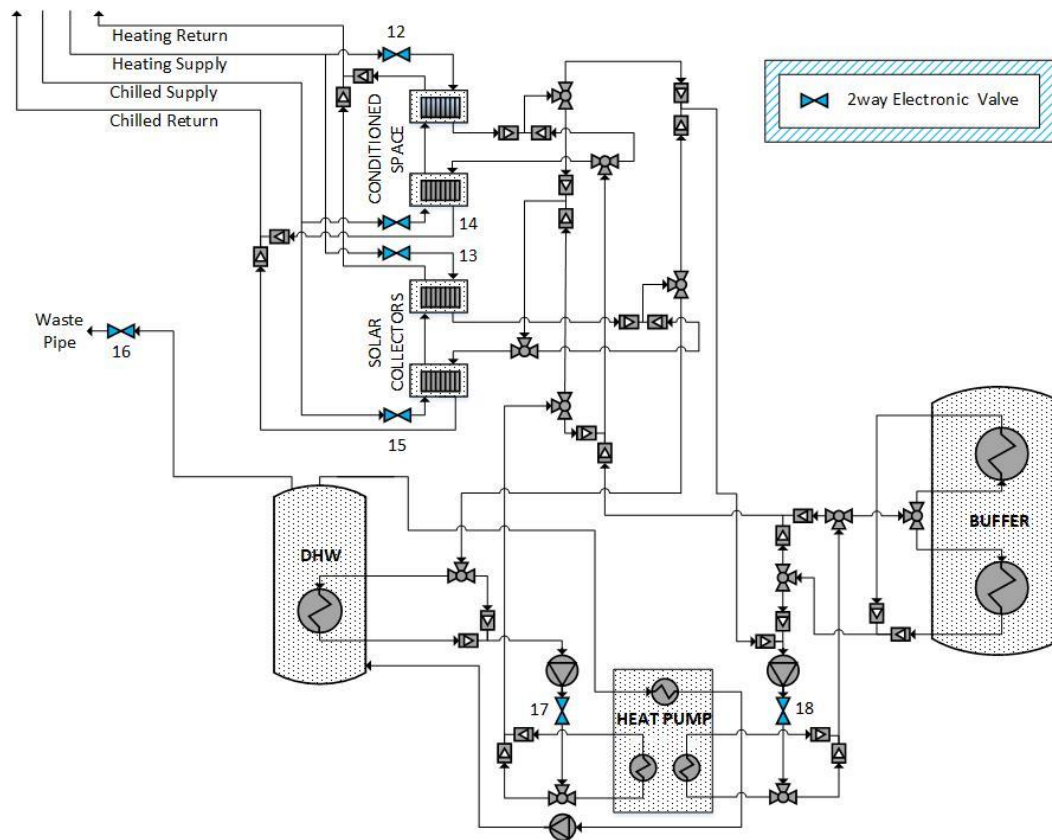 Heating Return
12
Heating Supply
Chilled Supply
Chilled Return
2way Electronic Valve
CONDITIONED
SPACE
14
13
SOLAR
COLLECTORS
Waste
Pipe
16
15
DHW
BUFFER
17
HEAT PUMP
18